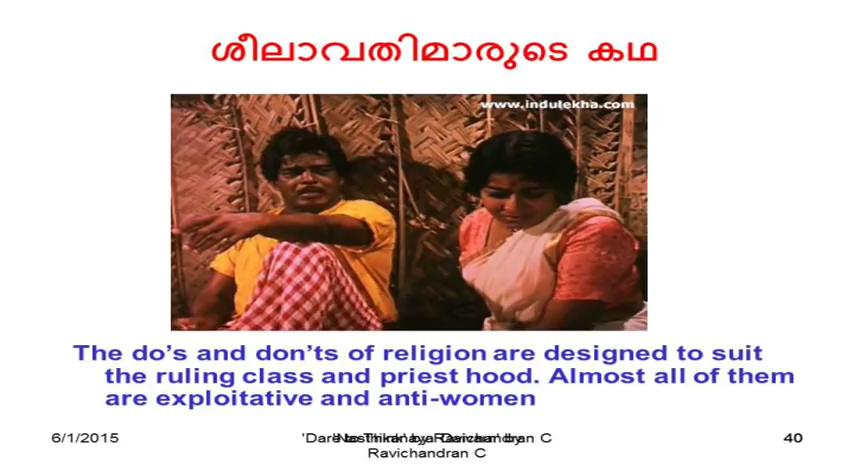 ശീലാവതിമാരുടെ കഥ
www.indulekha.com
The do's and don'ts of religion are designed to suit
the ruling class and priest hood. Almost all of them
are exploitative and anti-women
6/1/2015
Ravichandran C
40